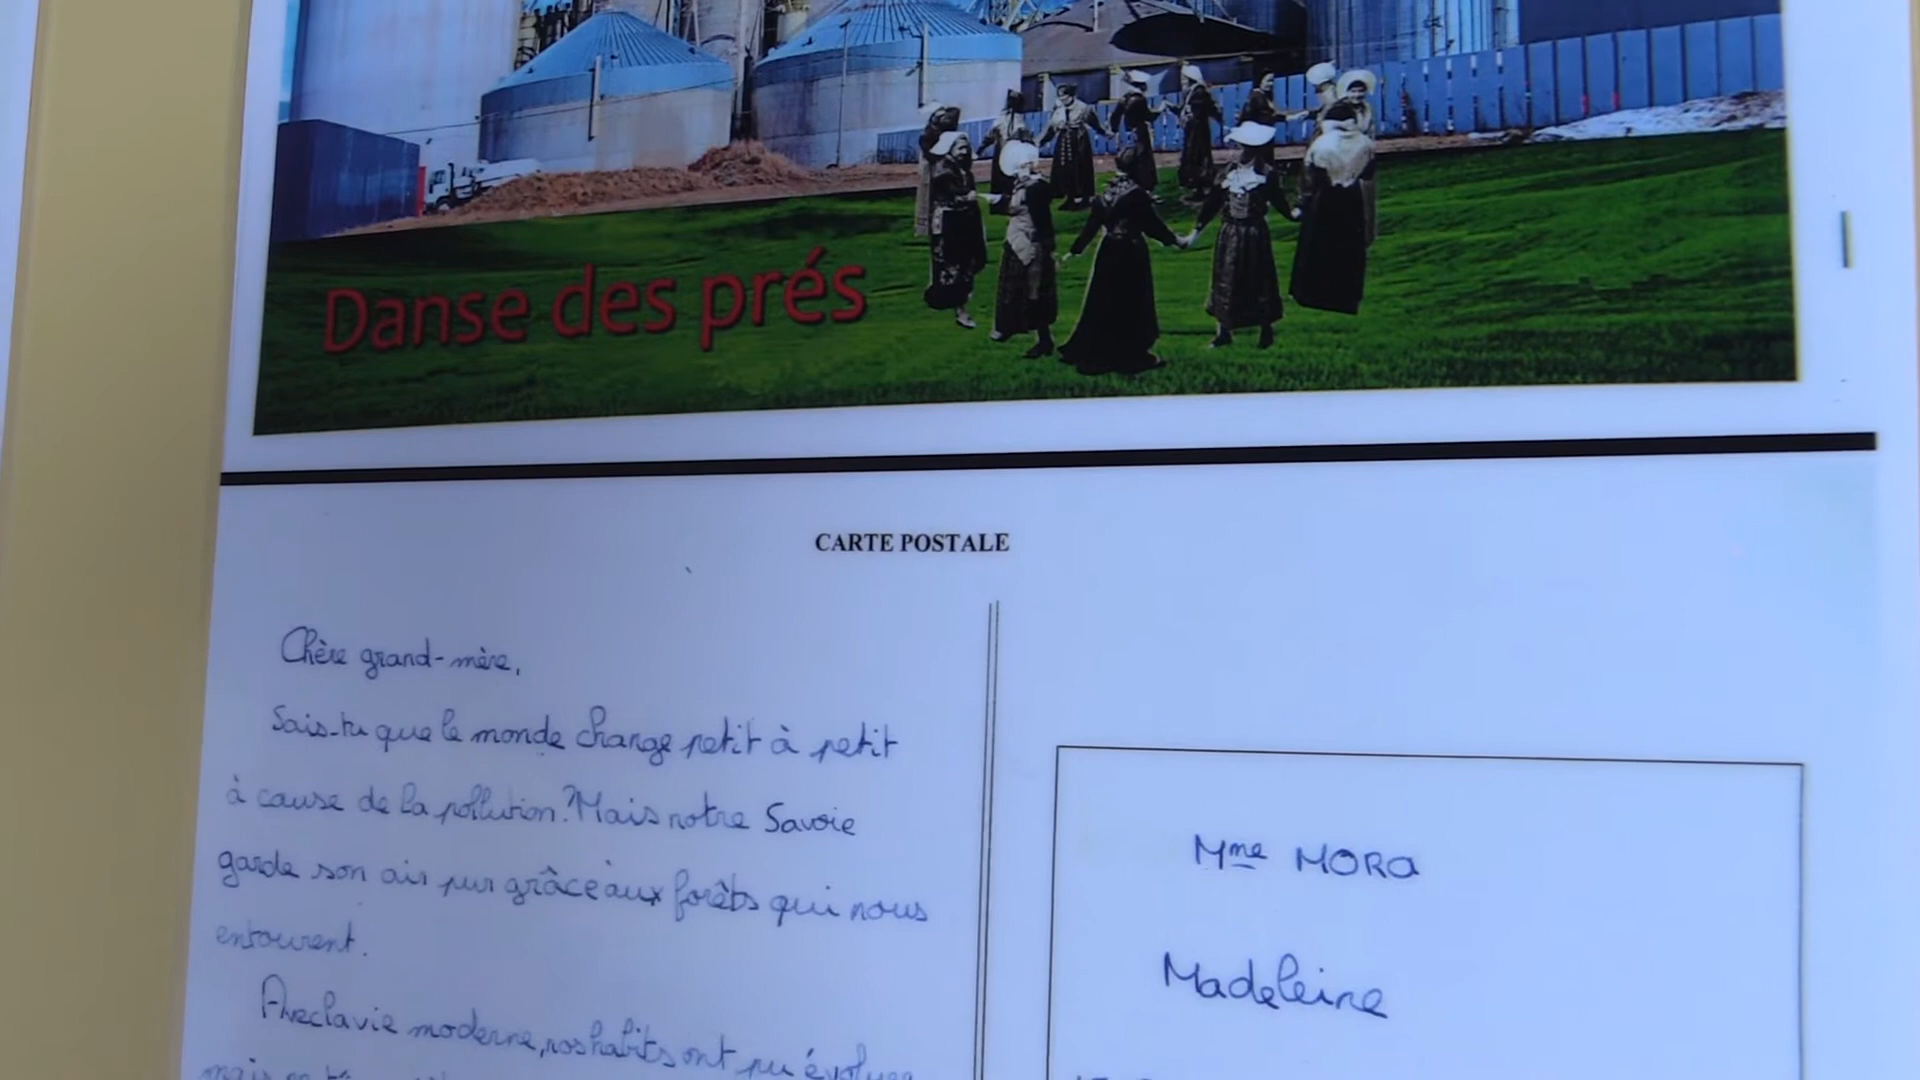 Danse des prés
CARTE POSTALE
Chère grand-mère,
Sais-tu que le monde change petit à petit
à cause de la pollution? Mais notre Savoie
garde son air pur grâce aux forêts qui nous
entourent.
Avec la vie moderne, nos habits ont pu évoluer
mais
Mme MORA
Madeleine